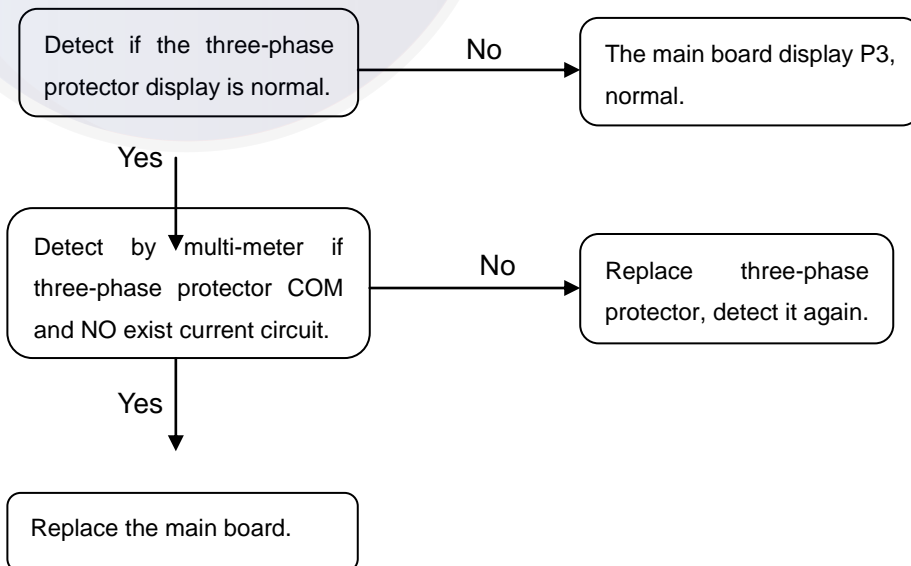 Detect if the three-phase
protector display is normal.
No
The main board display P3,
normal.
Yes
Detect by multi-meter if
three-phase protector COM
and NO exist current circuit.
No
Replace three-phase
protector, detect it again.
Yes
Replace the main board.